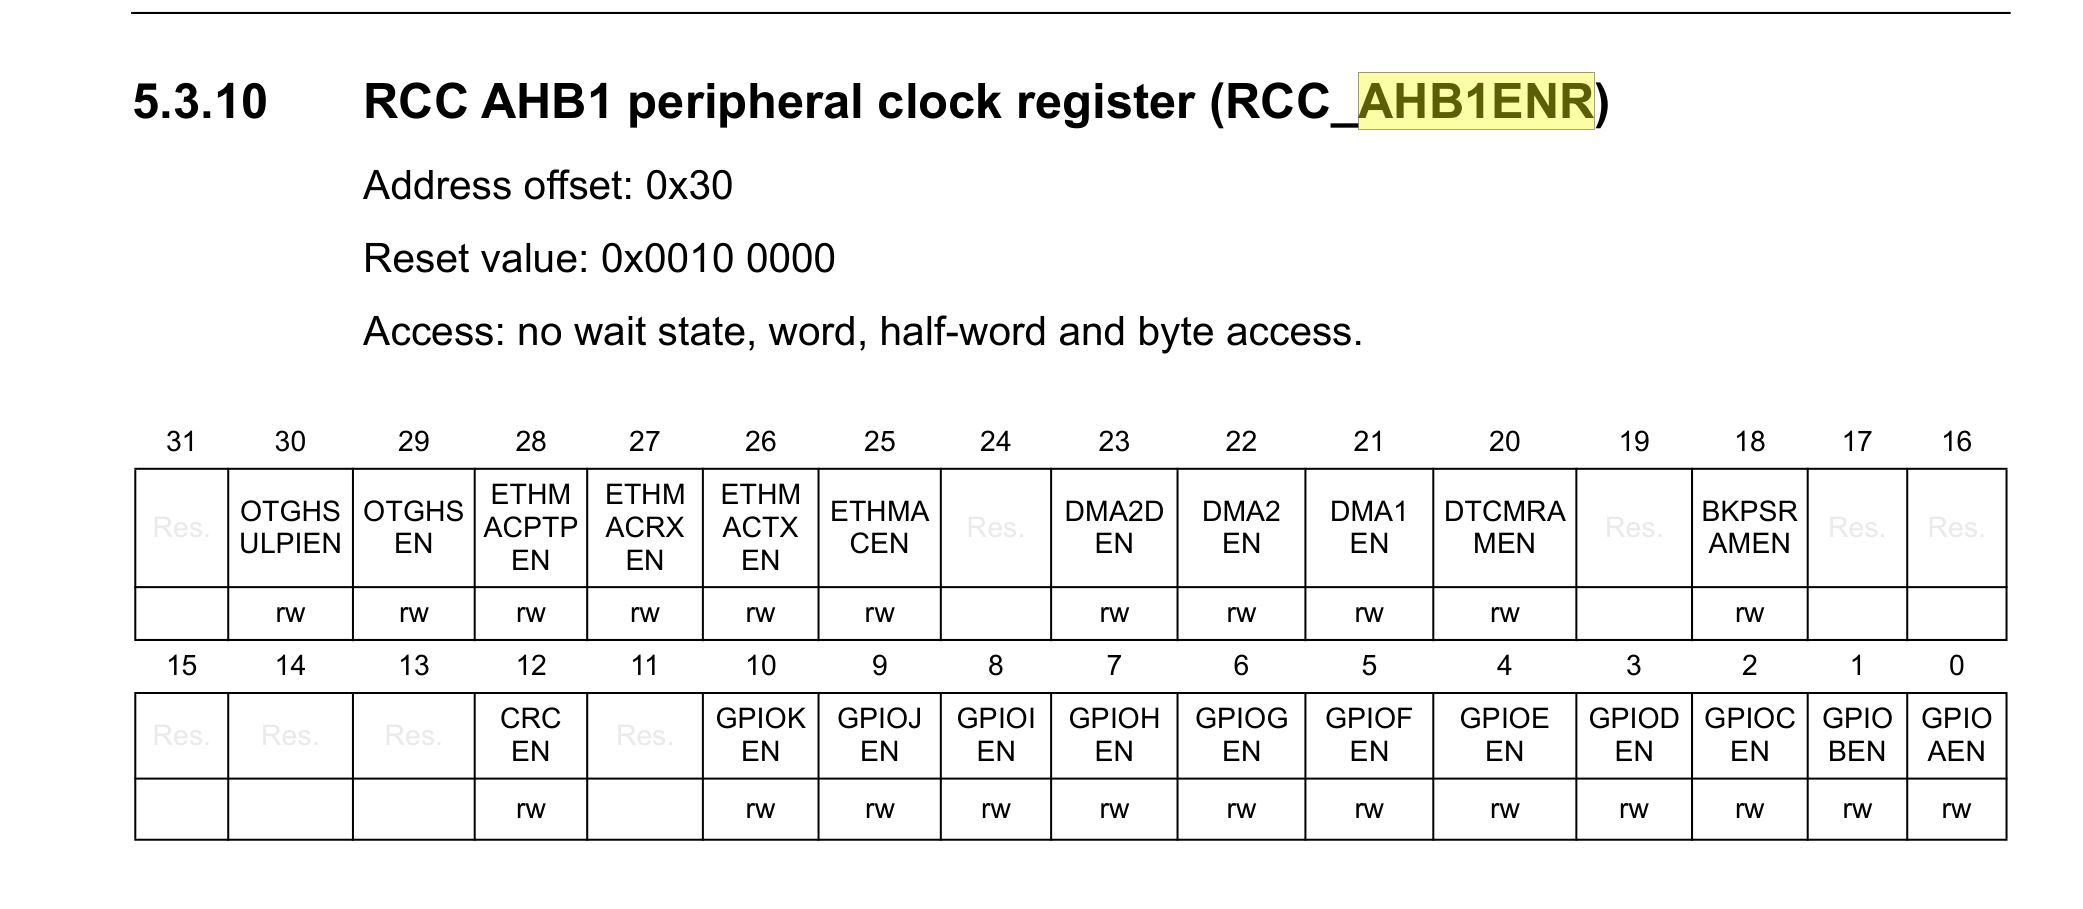 5.3.10 RCC AHB1 peripheral clock register (RCC_AHB1ENR)
Address offset: 0x30
Reset value: 0x0010 0000
Access: no wait state, word, half-word and byte access.
31 30 29 28 27 26 25 24 23 22 21 20 19 18 17 16
Res. OTGHS ULPIEN OTGHS EN ETHM ACPTP EN ETHM ACRX EN ETHM ACTX EN ETHMA CEN Res. DMA2D EN DMA2 EN DMA1 EN DTCMRA MEN Res. BKPSR AMEN Res. Res.
rw rw rw rw rw rw rw rw rw rw rw
15 14 13 12 11 10 9 8 7 6 5 4 3 2 1 0
Res. Res. Res. CRC EN Res. GPIOK EN GPIOJ EN GPIOI EN GPIOH EN GPIOG EN GPIOF EN GPIOE EN GPIOD EN GPIOC EN GPIO BEN GPIO AEN
rw rw rw rw rw rw rw rw rw rw rw rw